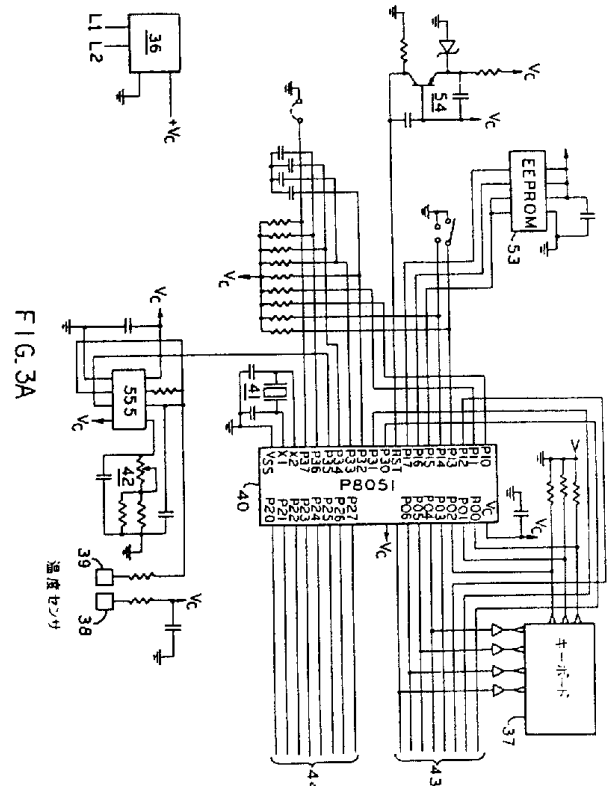 36
L1
L2
+Vc
Vc
54
Vc
EEPROM
53
Vc
41
P10
P11
P12
P13
P14
P15
P16
P17
RST
P30
P31
P32
P33
P34
P35
P36
P37
X2
X1
VSS
P8051
40
Vc
P00
P01
P02
P03
P04
P05
P06
P27
P26
P25
P24
P23
P22
P21
P20
Vc
Vc
V
キーボード
37
43
44
Vc
555
Vc
42
39
38
Vc
温度センサ
FIG.3A